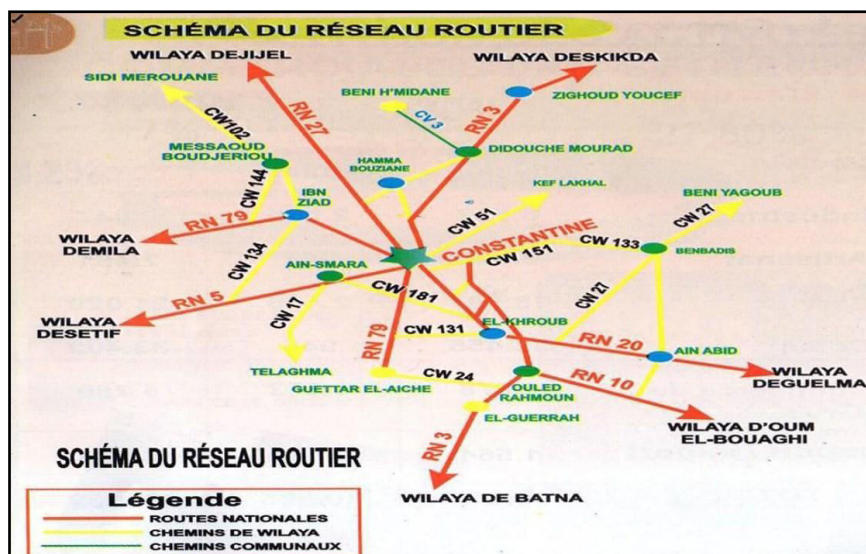 SCHÉMA DU RÉSEAU ROUTIER
WILAYA DEJIJEL
WILAYA DESKIKDA
SIDI MEROUANE
BENI H'MIDANE
ZIGHOUD YOUCEF
CW102
RN 27
CV 3
RN 3
MESSAOUD
BOUDJERIOU
HAMMA
BOUZIANE
DIDOUCHE MOURAD
CW 144
IBN
ZIAD
KEF LAKHAL
BENI YAGOUB
CW 51
CW 27
RN 79
WILAYA
DEMILA
CW 134
CONSTANTINE
CW 133
BENBADIS
CW 151
AIN-SMARA
RN 5
CW 17
CW 181
CW 27
WILAYA
DESETIF
RN 79
CW 131
EL-KHROUB
RN 20
AIN ABID
TELAGHMA
GUETTAR EL-AICHE
CW 24
OULED
RAHMOUN
RN 10
WILAYA
DEGUELMA
EL-GUERRAH
WILAYA D'OUM
EL-BOUAGHI
RN 3
WILAYA DE BATNA
SCHÉMA DU RÉSEAU ROUTIER
Légende
ROUTES NATIONALES
CHEMINS DE WILAYA
CHEMINS COMMUNAUX